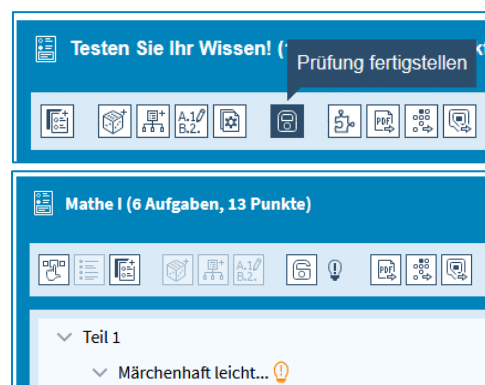 Testen Sie Ihr Wissen! (
Prüfung fertigstellen
A.1
B.2.
PDF
Mathe I (6 Aufgaben, 13 Punkte)
A.1
B.2.
PDF
Teil 1
Märchenhaft leicht...